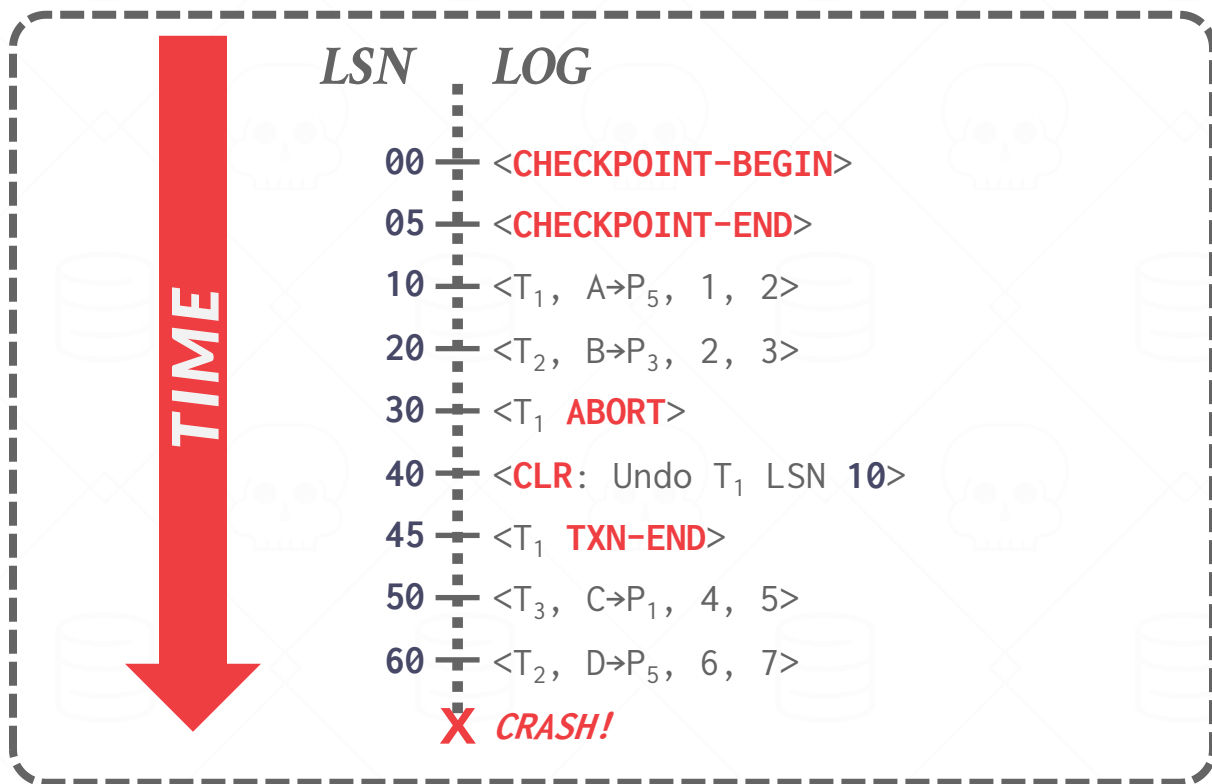 LSN LOG
00 <CHECKPOINT-BEGIN>
05 <CHECKPOINT-END>
10 <T₁, A→P₅, 1, 2>
20 <T₂, B→P₃, 2, 3>
30 <T₁ ABORT>
40 <CLR: Undo T₁ LSN 10>
45 <T₁ TXN-END>
50 <T₃, C→P₁, 4, 5>
60 <T₂, D→P₅, 6, 7>
X CRASH!
TIME